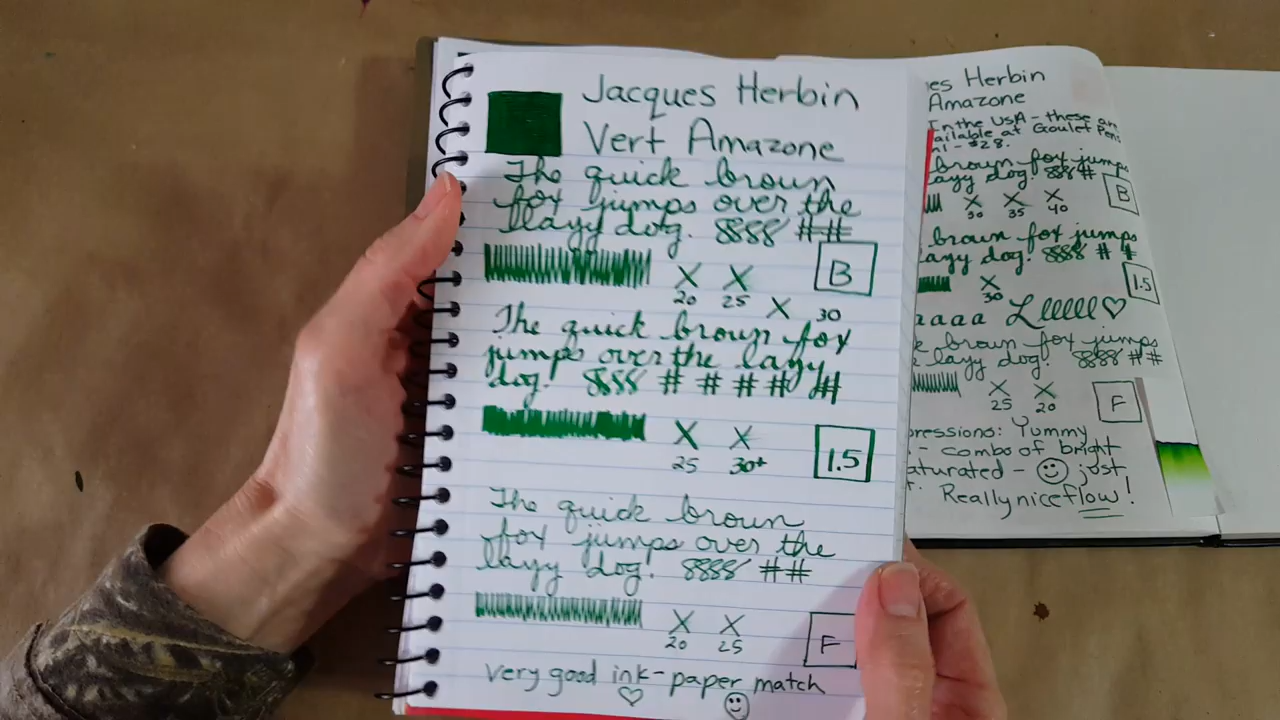 Jacques Herbin
Vert Amazone
The quick brown
fox jumps over the
lazy dog. 8888 ##
X X B
20 25 X 30
The quick brown fox
jumps over the lazy
dog! 8888 # # # # #
X X
25 30+ 1.5
The quick brown
fox jumps over the
lazy dog! 8888 ##
X X
20 25 F
very good ink-paper match
es Herbin
Amazone
In the USA - these are
ailable at Goulet Pens
ml - $28.
brown fox jumps
lazy dog! 888 # B
X X X
30 35 40
brown fox jumps
lazy dog! 8888 # #
X 1.5
30
aaaa Lllllll
brown fox jumps
lazy dog! 8888 ##
X X
25 20 F
pressions: Yummy
- combo of bright
aturated - just
Really nice flow!